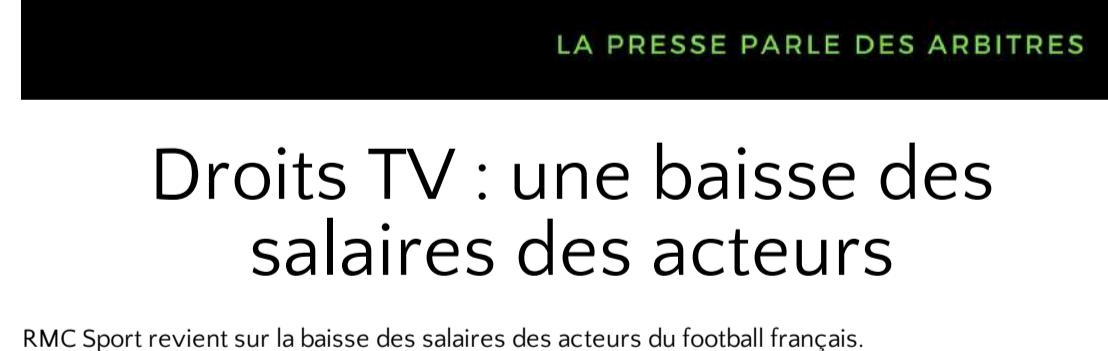 LA PRESSE PARLE DES ARBITRES
Droits TV : une baisse des
salaires des acteurs
RMC Sport revient sur la baisse des salaires des acteurs du football français.